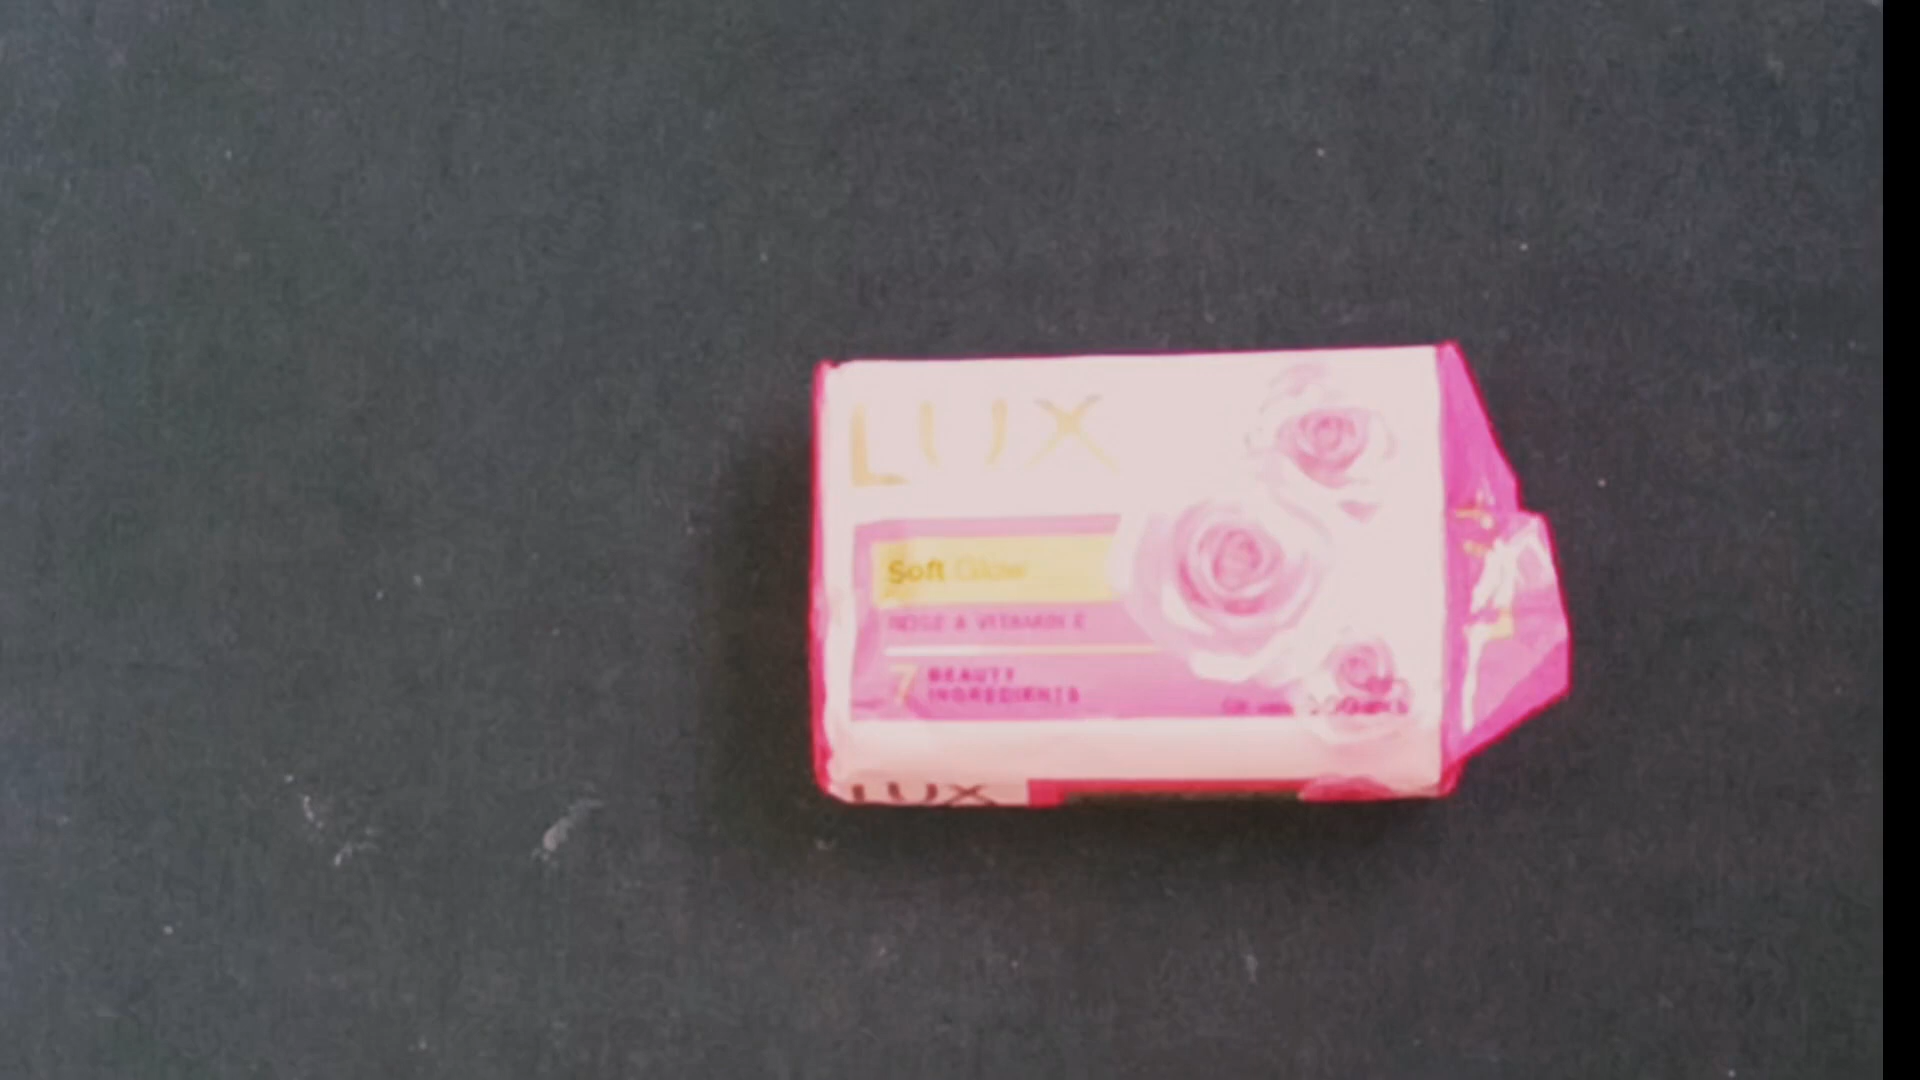 LUX
Soft Glow
ROSE & VITAMIN E
7 BEAUTY
INGREDIENTS
LUX